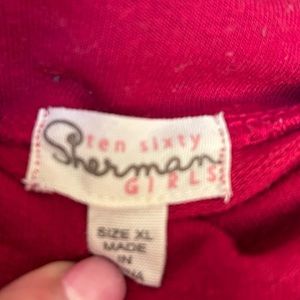 ten sixty
Sherman
GIRLS
SIZE XL
MADE
IN